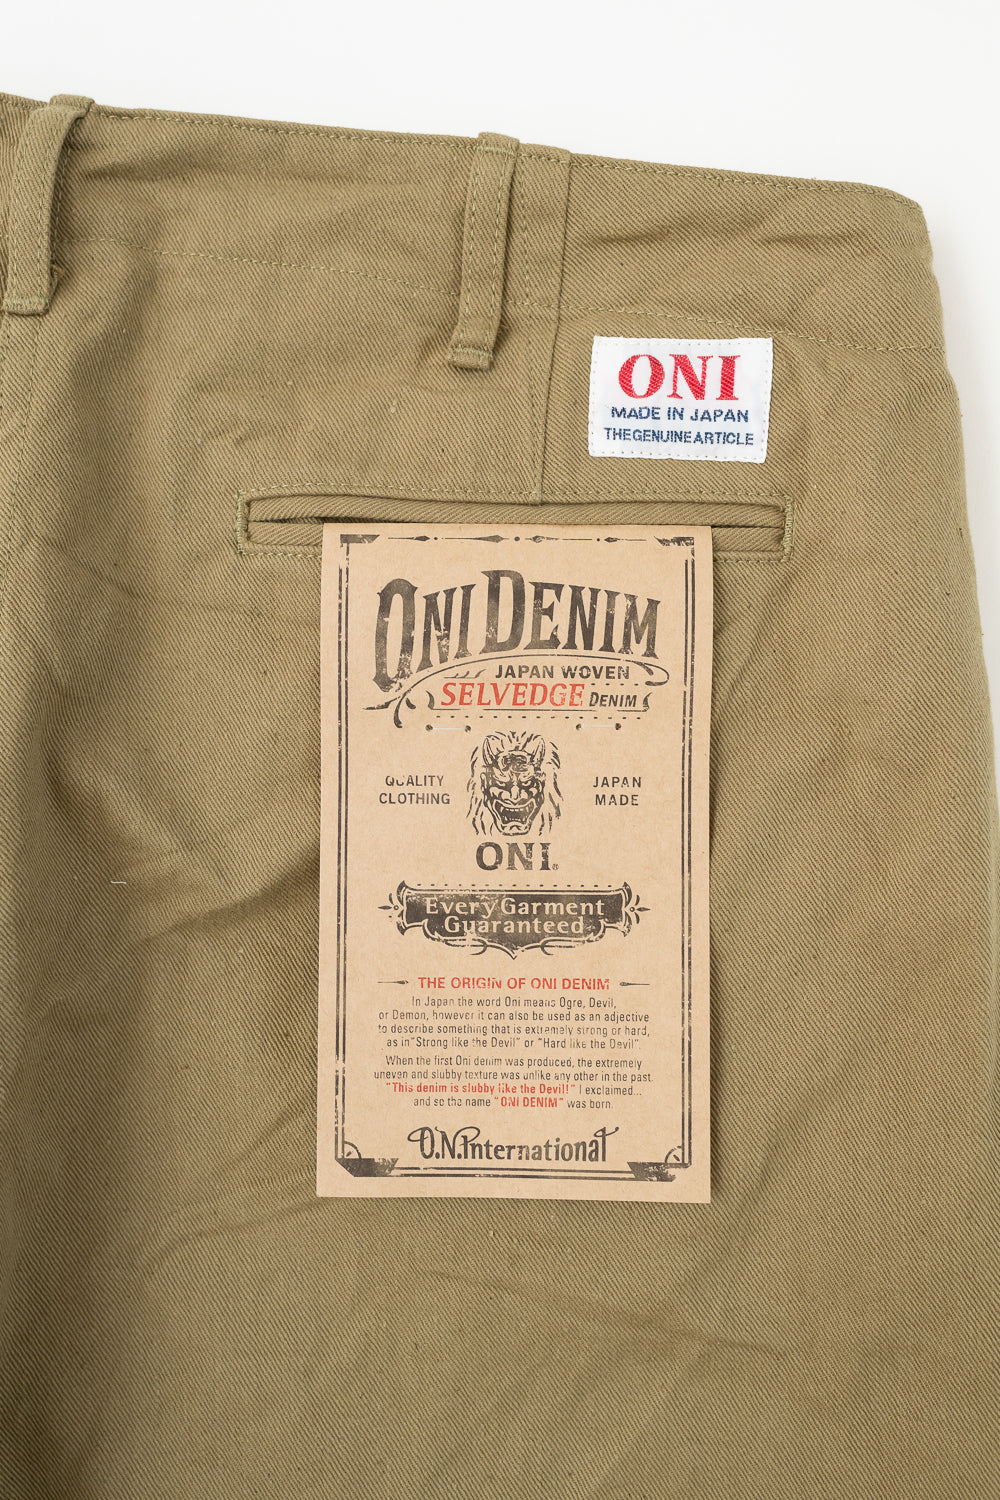 ONI
MADE IN JAPAN
THE GENUINE ARTICLE
ONI DENIM
JAPAN WOVEN
SELVEDGE DENIM
QUALITY CLOTHING
JAPAN MADE
ONI®
Every Garment
Guaranteed
THE ORIGIN OF ONI DENIM
In Japan the word Oni means Ogre, Devil,
or Demon, however it can also be used as an adjective
to describe something that is extremely strong or hard,
as in "Strong like the Devil" or "Hard like the Devil".
When the first Oni denim was produced, the extremely
uneven and slubby texture was unlike any other in the past.
"This denim is slubby like the Devil!" I exclaimed...
and so the name "ONI DENIM" was born.
O.N.International